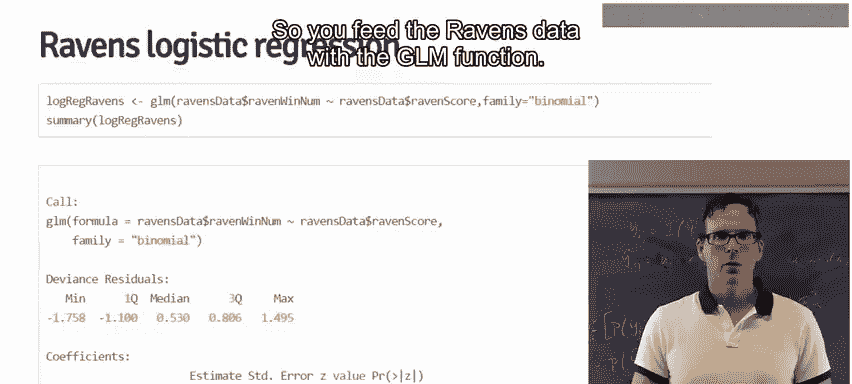 So you feed the Ravens data
with the GLM function.
Ravens logistic regression
logRegRavens <- glm(ravensData$ravenWinNum ~ ravensData$ravenScore,family="binomial")
summary(logRegRavens)
Call:
glm(formula = ravensData$ravenWinNum ~ ravensData$ravenScore,
family = "binomial")
Deviance Residuals:
Min 1Q Median 3Q Max
-1.758 -1.100 0.530 0.806 1.495
Coefficients:
Estimate Std. Error z value Pr(>|z|)